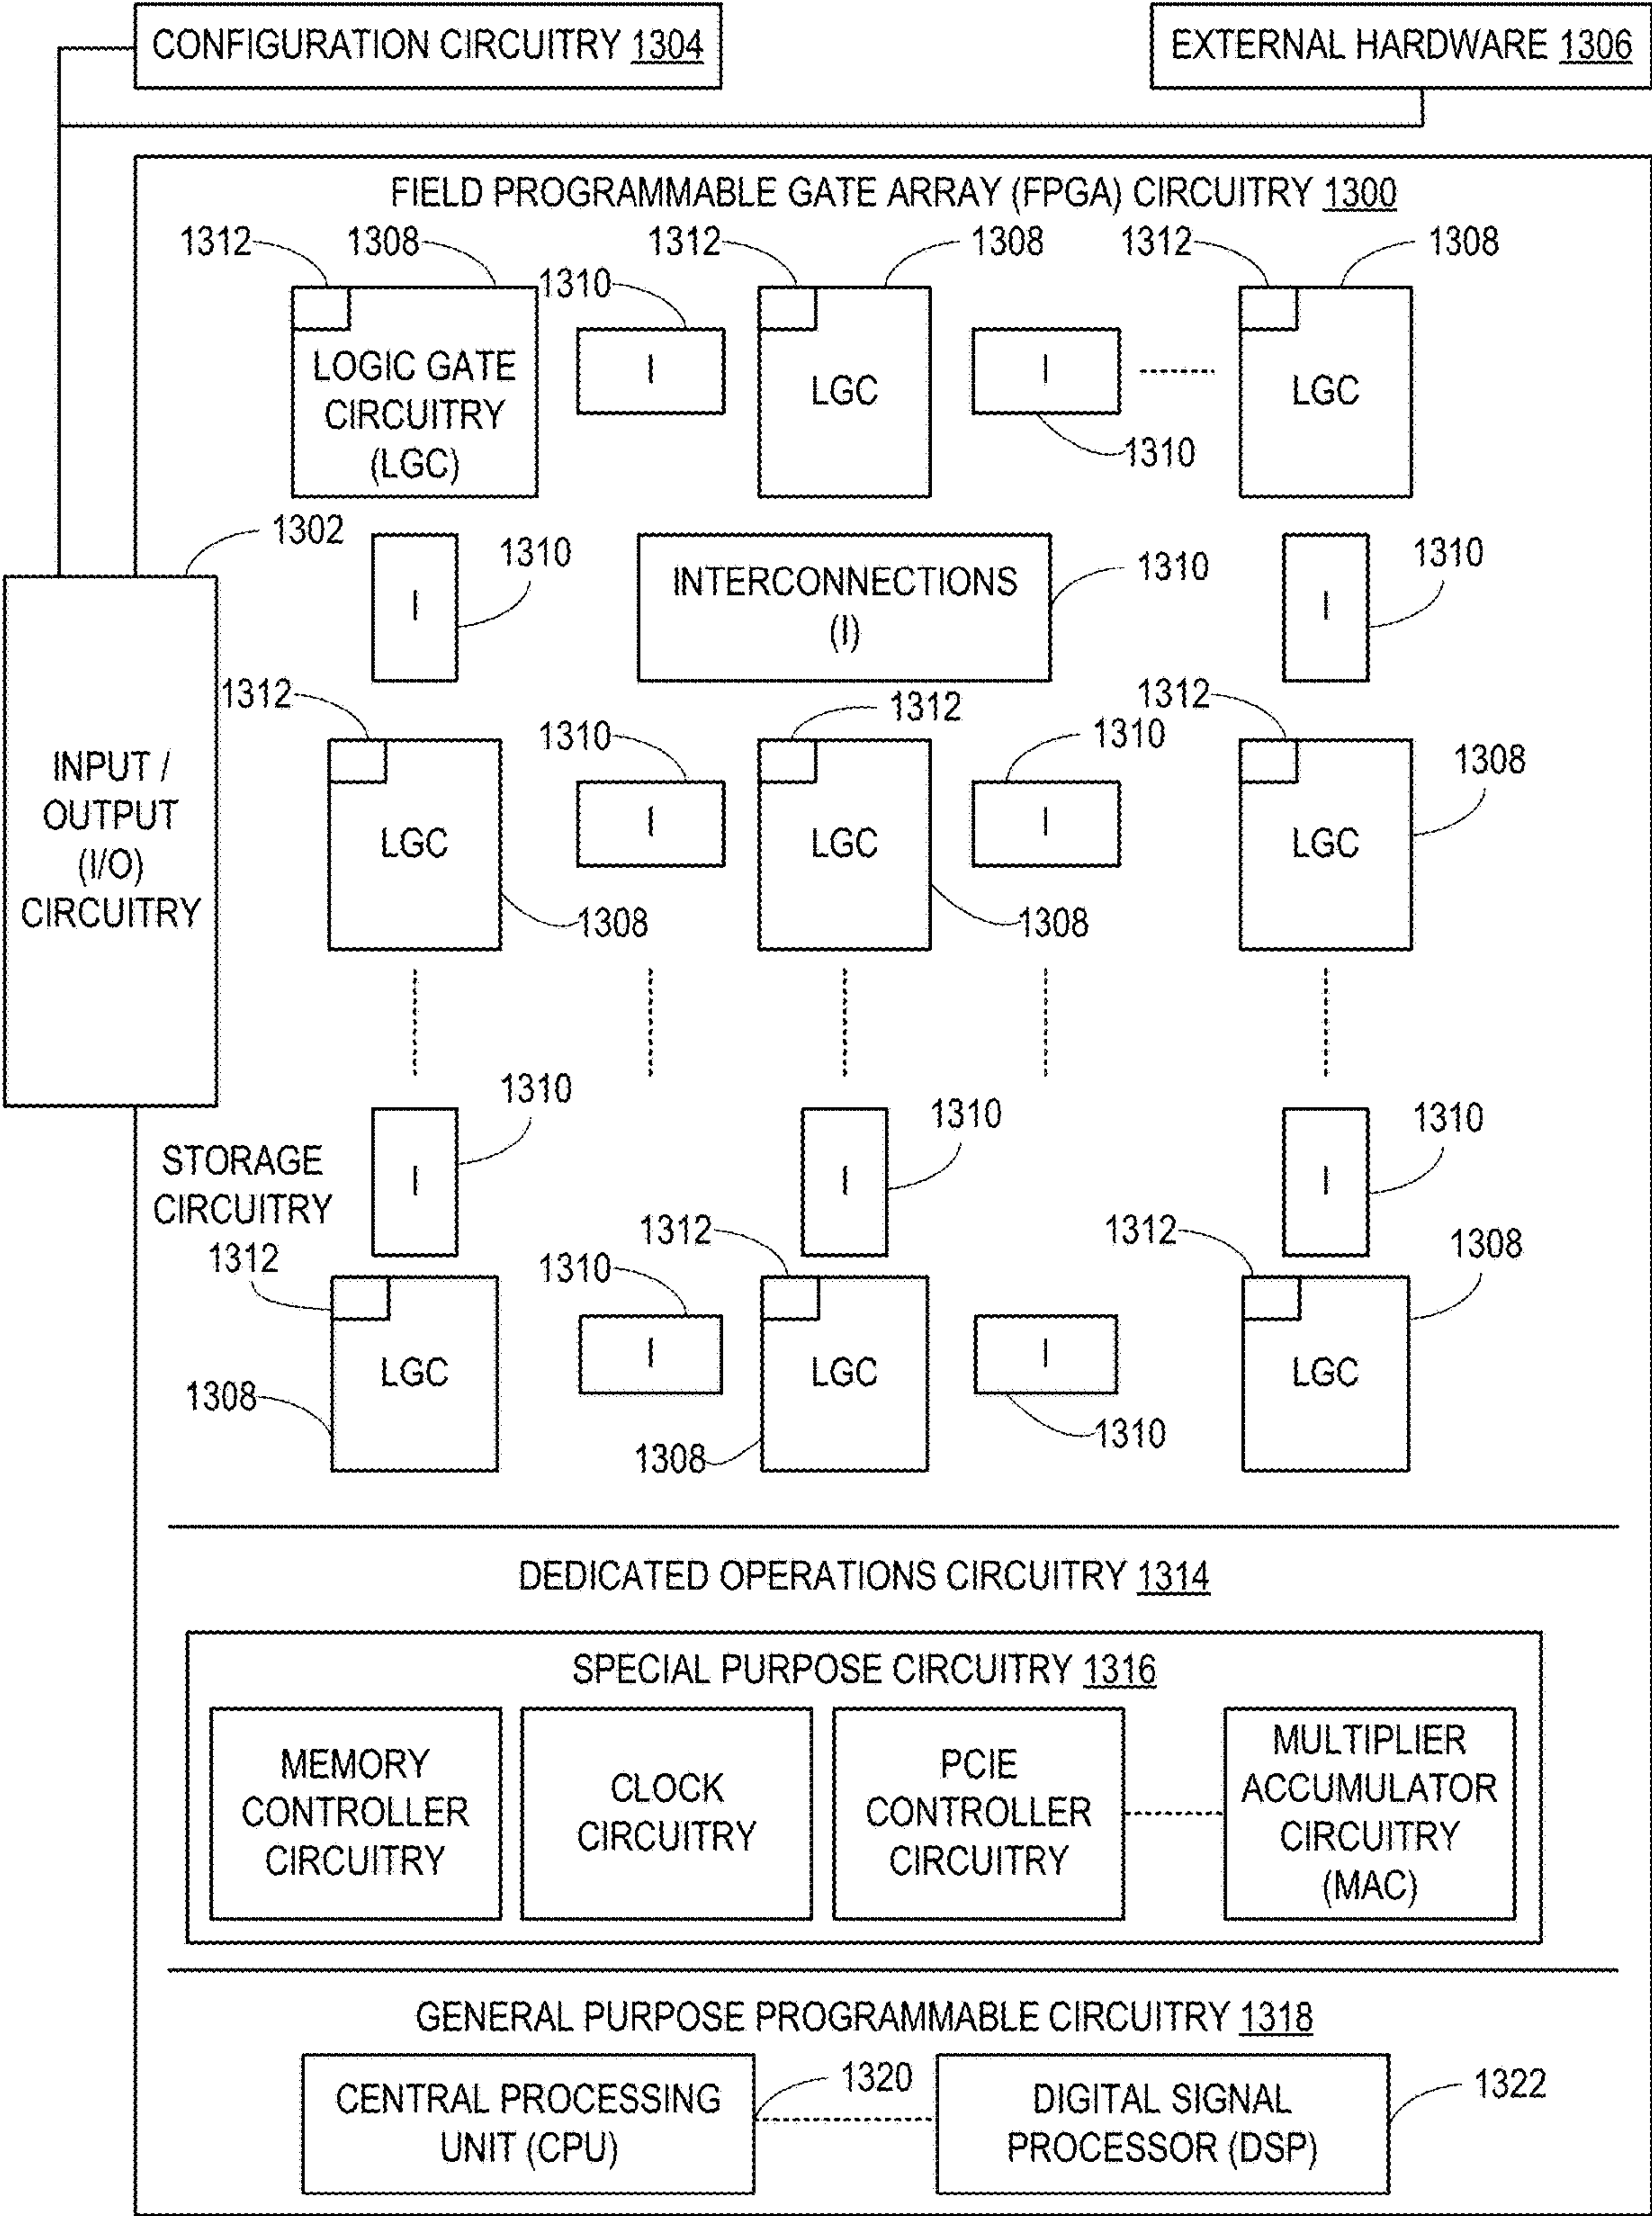 CONFIGURATION CIRCUITRY 1304
EXTERNAL HARDWARE 1306
FIELD PROGRAMMABLE GATE ARRAY (FPGA) CIRCUITRY 1300
1312 1308 1312 1308 1312 1308
1310
LOGIC GATE
CIRCUITRY
(LGC)
I
LGC
I
LGC
1310
1302
1310
INTERCONNECTIONS
(I)
1310
1310
I
I
1312
1312
1312
1310
1310
1308
INPUT /
OUTPUT
(I/O)
CIRCUITRY
LGC
I
LGC
I
LGC
1308
1308
1310
1310
1310
STORAGE
CIRCUITRY
I
I
I
1312
1312
1312
1308
1310
LGC
I
LGC
I
LGC
1308
1308
1310
DEDICATED OPERATIONS CIRCUITRY 1314
SPECIAL PURPOSE CIRCUITRY 1316
MEMORY
CONTROLLER
CIRCUITRY
CLOCK
CIRCUITRY
PCIE
CONTROLLER
CIRCUITRY
MULTIPLIER
ACCUMULATOR
CIRCUITRY
(MAC)
GENERAL PURPOSE PROGRAMMABLE CIRCUITRY 1318
CENTRAL PROCESSING
UNIT (CPU)
1320
DIGITAL SIGNAL
PROCESSOR (DSP)
1322